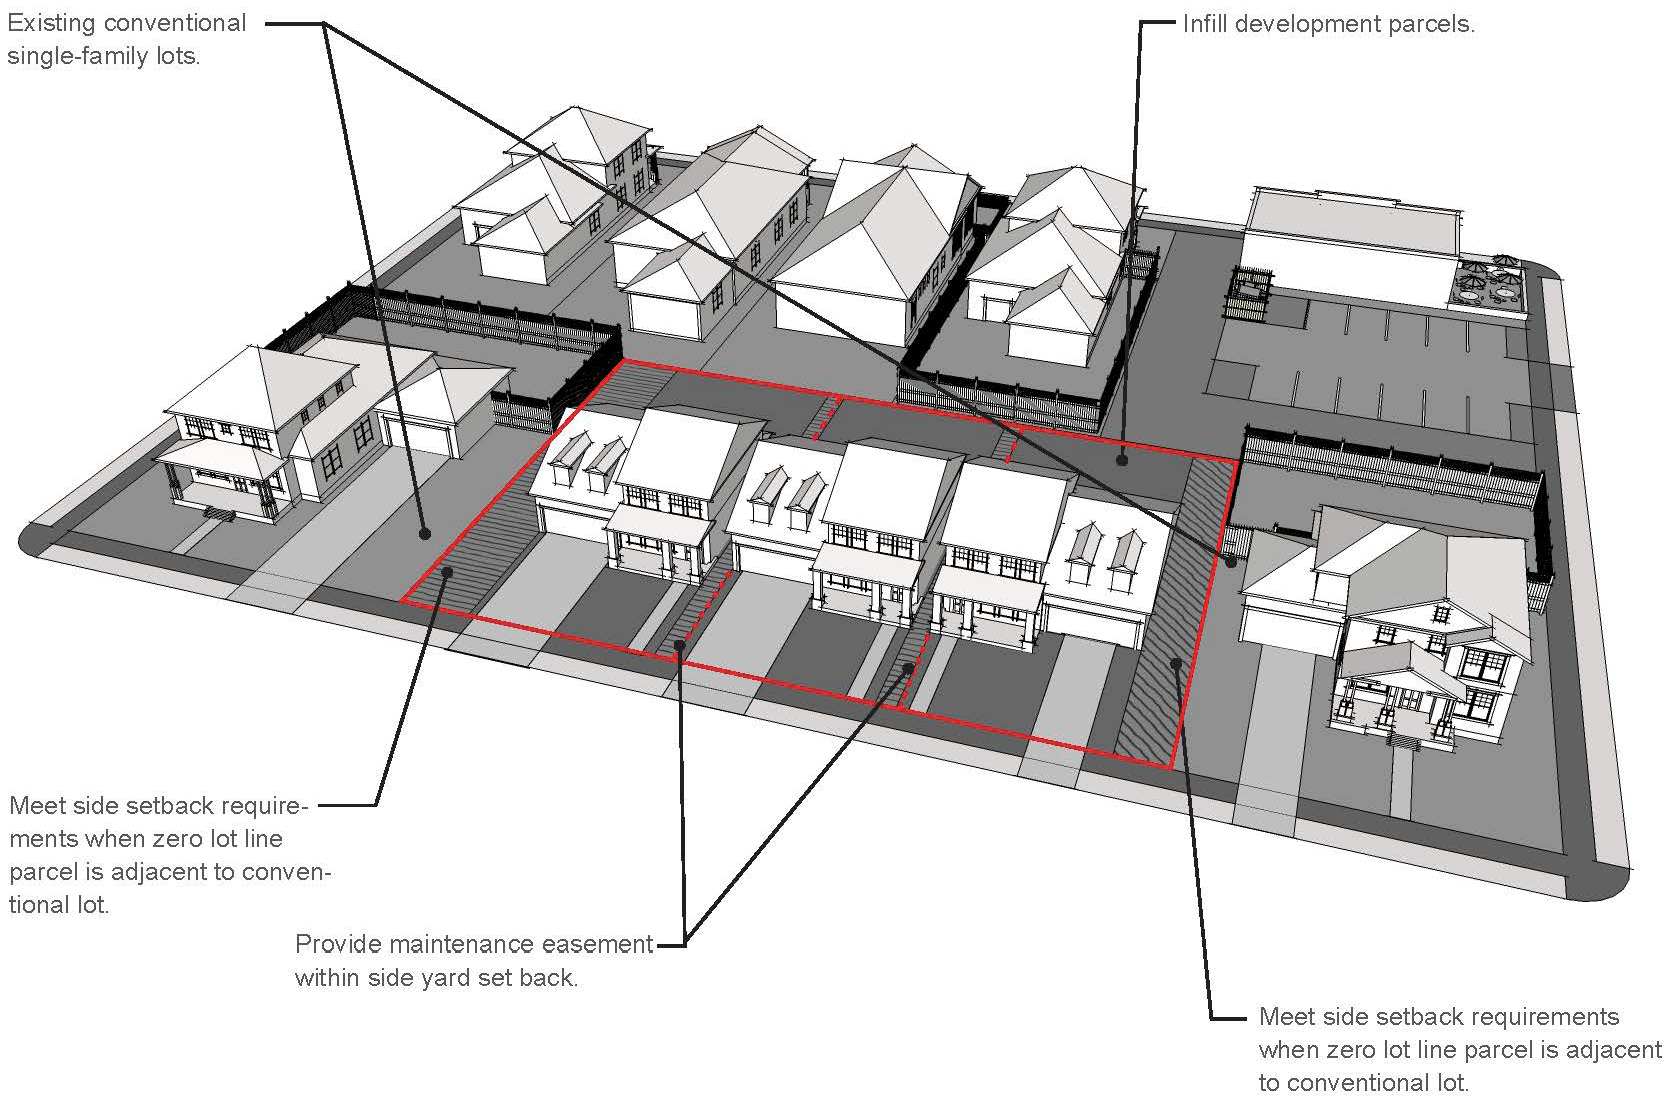 Existing conventional
single-family lots.
Infill development parcels.
Meet side setback require-
ments when zero lot line
parcel is adjacent to conven-
tional lot.
Provide maintenance easement
within side yard set back.
Meet side setback requirements
when zero lot line parcel is adjacent
to conventional lot.